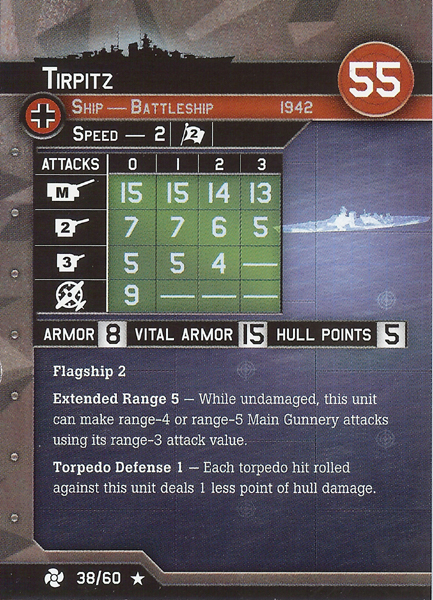 TIRPITZ
55
SHIP — BATTLESHIP 1942
SPEED — 2 2
ATTACKS 0 1 2 3
M 15 15 14 13
2 7 7 6 5
3 5 5 4 —
9 — — —
ARMOR 8 VITAL ARMOR 15 HULL POINTS 5
Flagship 2
Extended Range 5 — While undamaged, this unit
can make range-4 or range-5 Main Gunnery attacks
using its range-3 attack value.
Torpedo Defense 1 — Each torpedo hit rolled
against this unit deals 1 less point of hull damage.
38/60 ★